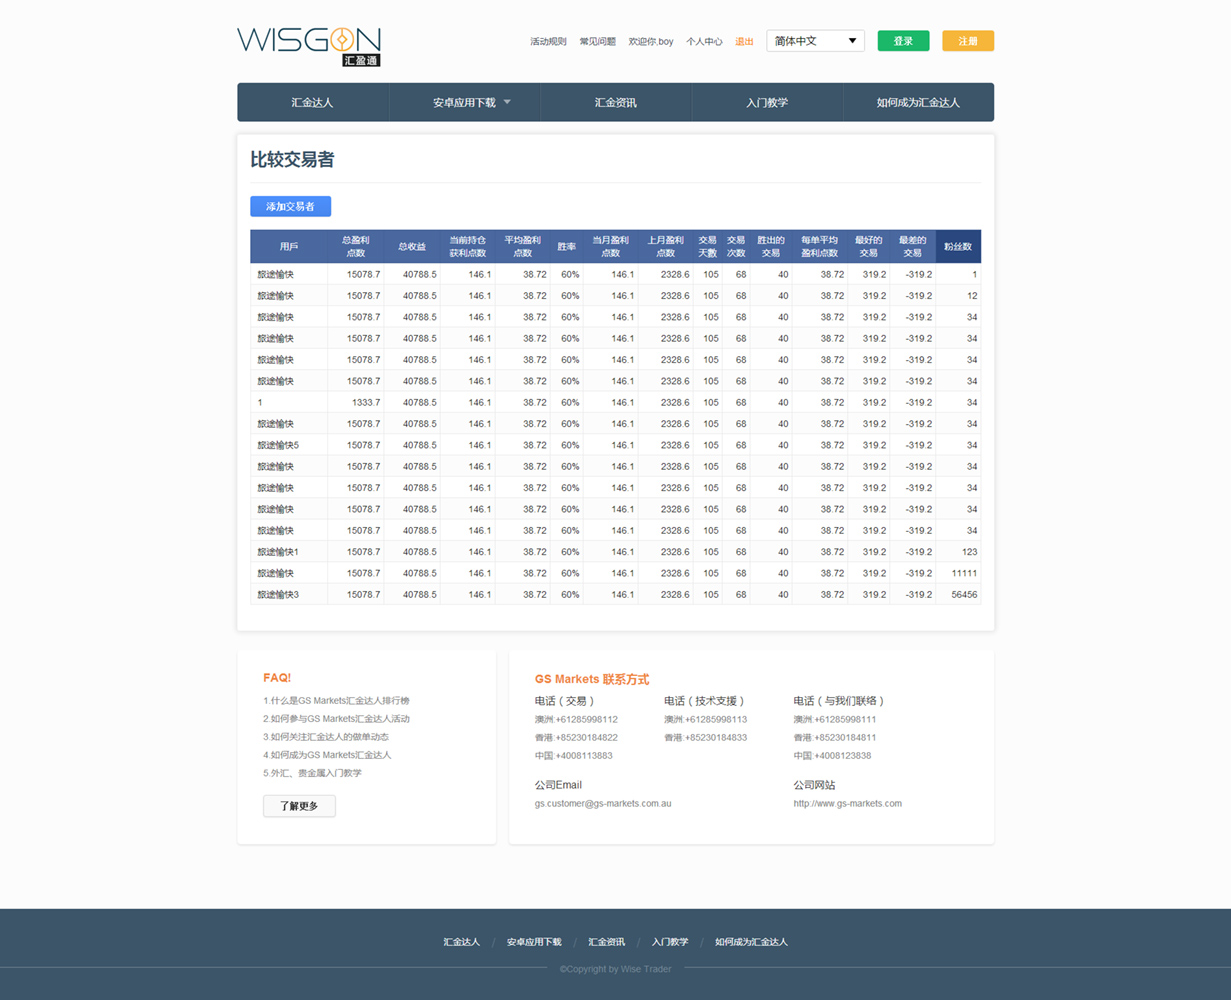 WISGON
汇盈通
活动规则 常见问题 欢迎你,boy 个人中心 退出 简体中文 ▼ 登录 注册
汇金达人 安卓应用下载 汇金资讯 入门教学 如何成为汇金达人
比较交易者
添加交易者
用戶 总盈利点数 总收益 当前持仓获利点数 平均盈利点数 胜率 当月盈利点数 上月盈利点数 交易天數 交易次数 胜出的交易 每单平均盈利点数 最好的交易 最差的交易 粉丝数
旅途愉快 15078.7 40788.5 146.1 38.72 60% 146.1 2328.6 105 68 40 38.72 319.2 -319.2 1
旅途愉快 15078.7 40788.5 146.1 38.72 60% 146.1 2328.6 105 68 40 38.72 319.2 -319.2 12
旅途愉快 15078.7 40788.5 146.1 38.72 60% 146.1 2328.6 105 68 40 38.72 319.2 -319.2 34
旅途愉快 15078.7 40788.5 146.1 38.72 60% 146.1 2328.6 105 68 40 38.72 319.2 -319.2 34
旅途愉快 15078.7 40788.5 146.1 38.72 60% 146.1 2328.6 105 68 40 38.72 319.2 -319.2 34
旅途愉快 15078.7 40788.5 146.1 38.72 60% 146.1 2328.6 105 68 40 38.72 319.2 -319.2 34
1 1333.7 40788.5 146.1 38.72 60% 146.1 2328.6 105 68 40 38.72 319.2 -319.2 34
旅途愉快 15078.7 40788.5 146.1 38.72 60% 146.1 2328.6 105 68 40 38.72 319.2 -319.2 34
旅途愉快5 15078.7 40788.5 146.1 38.72 60% 146.1 2328.6 105 68 40 38.72 319.2 -319.2 34
旅途愉快 15078.7 40788.5 146.1 38.72 60% 146.1 2328.6 105 68 40 38.72 319.2 -319.2 34
旅途愉快 15078.7 40788.5 146.1 38.72 60% 146.1 2328.6 105 68 40 38.72 319.2 -319.2 34
旅途愉快 15078.7 40788.5 146.1 38.72 60% 146.1 2328.6 105 68 40 38.72 319.2 -319.2 34
旅途愉快 15078.7 40788.5 146.1 38.72 60% 146.1 2328.6 105 68 40 38.72 319.2 -319.2 34
旅途愉快1 15078.7 40788.5 146.1 38.72 60% 146.1 2328.6 105 68 40 38.72 319.2 -319.2 123
旅途愉快 15078.7 40788.5 146.1 38.72 60% 146.1 2328.6 105 68 40 38.72 319.2 -319.2 11111
旅途愉快3 15078.7 40788.5 146.1 38.72 60% 146.1 2328.6 105 68 40 38.72 319.2 -319.2 56456
FAQ!
1.什么是GS Markets汇金达人排行榜
2.如何参与GS Markets汇金达人活动
3.如何关注汇金达人的做单动态
4.如何成为GS Markets汇金达人
5.外汇、贵金属入门教学
了解更多
GS Markets 联系方式
电话（交易） 电话（技术支援） 电话（与我们联络）
澳洲:+61285998112 澳洲:+61285998113 澳洲:+61285998111
香港:+85230184822 香港:+85230184833 香港:+85230184811
中国:+4008113883 中国:+4008123838
公司Email 公司网站
gs.customer@gs-markets.com.au http://www.gs-markets.com
汇金达人 / 安卓应用下载 / 汇金资讯 / 入门教学 / 如何成为汇金达人
©Copyright by Wise Trader